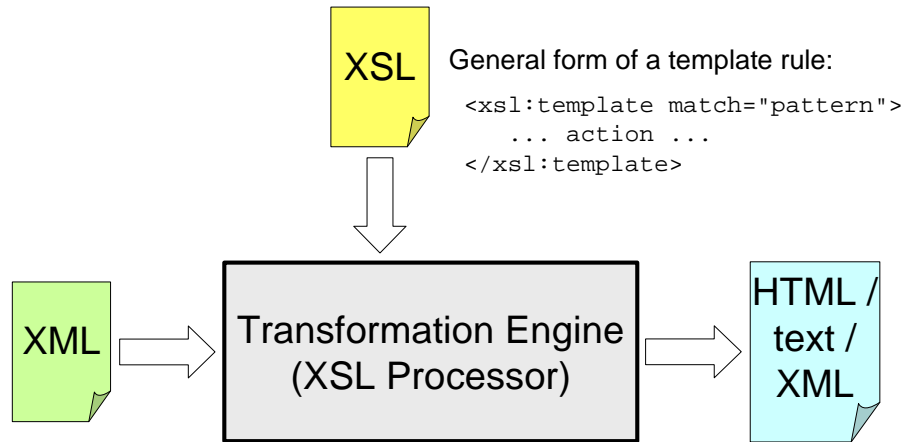 XSL
General form of a template rule:
<xsl:template match="pattern">
... action ...
</xsl:template>
XML
Transformation Engine
(XSL Processor)
HTML /
text /
XML